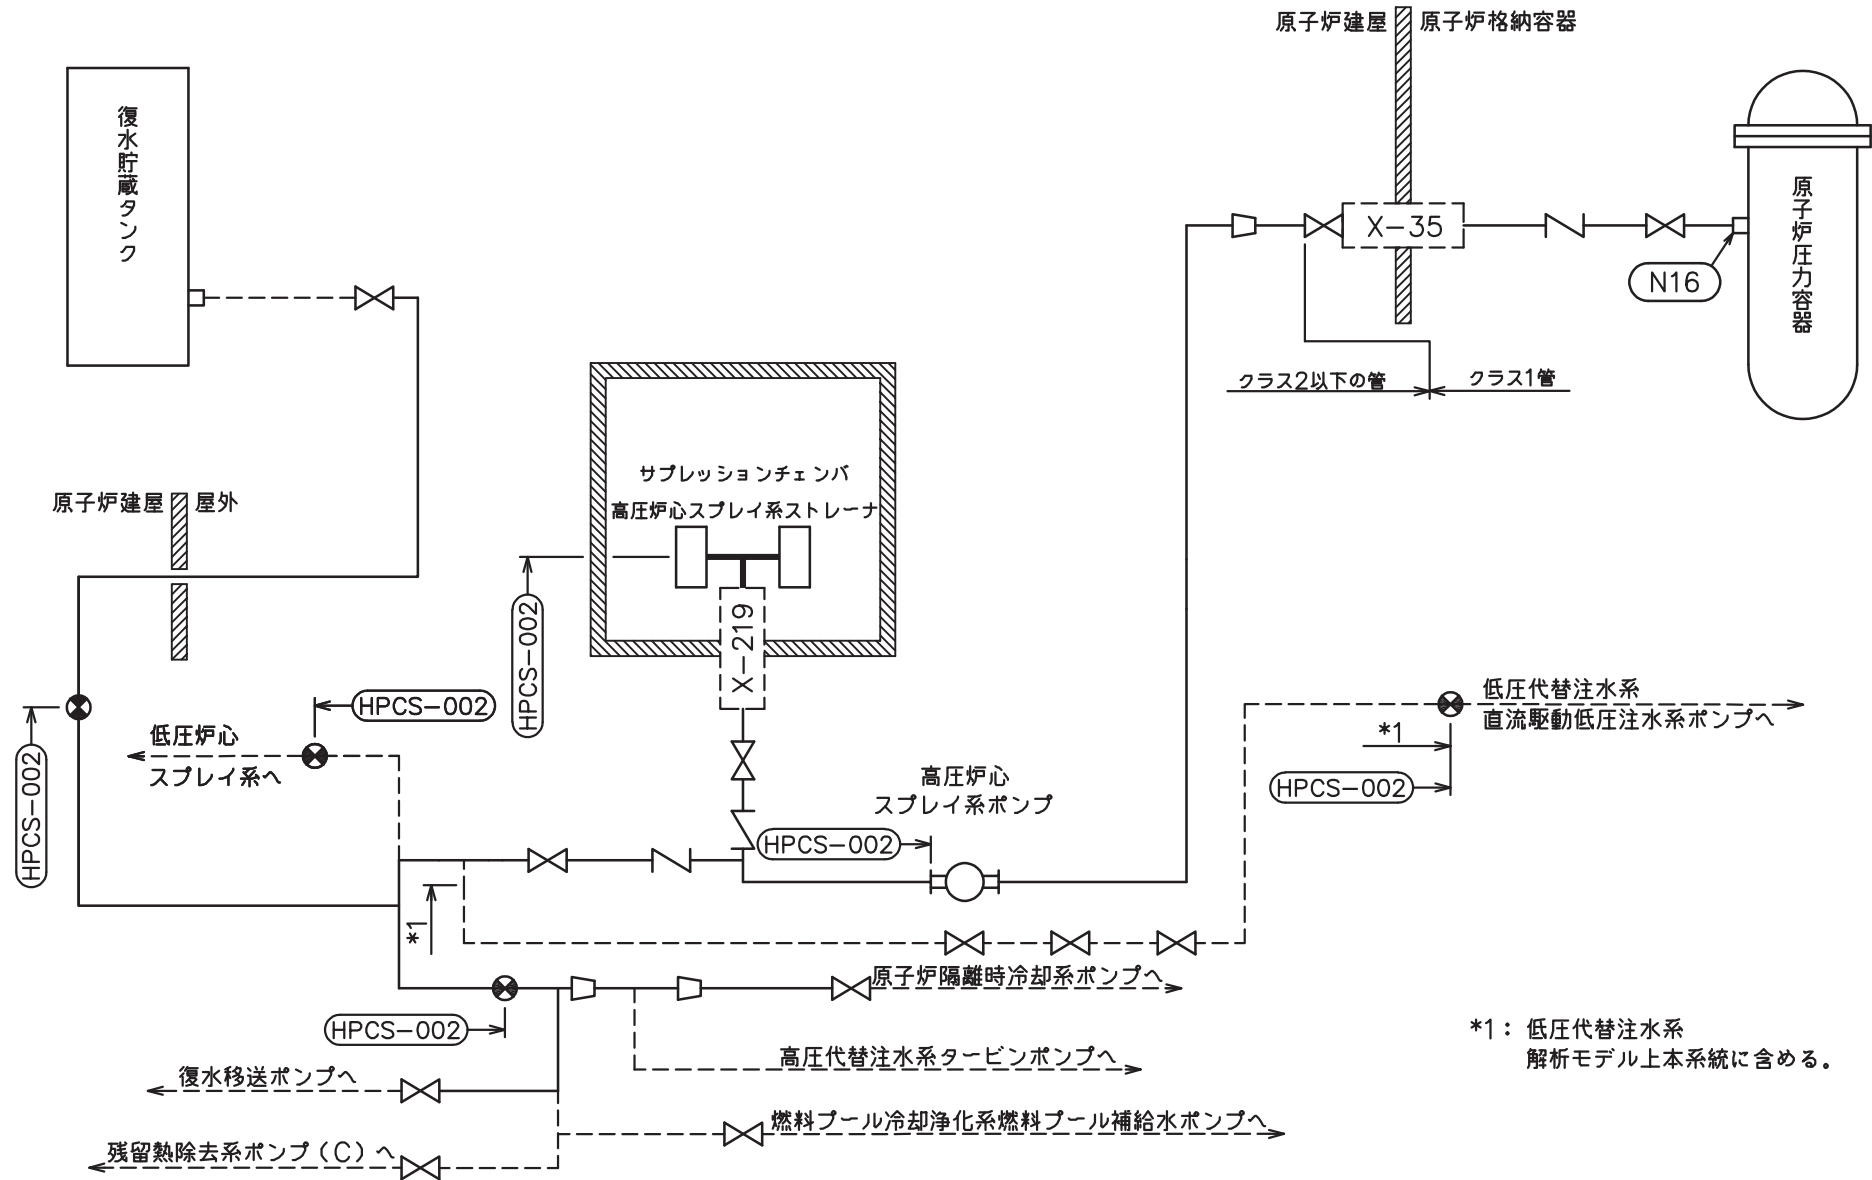 原子炉建屋
原子炉格納容器
復水貯蔵タンク
原子炉圧力容器
X-35
N16
クラス2以下の管
クラス1管
サプレッションチェンバ
高圧炉心スプレイ系ストレーナ
原子炉建屋
屋外
HPCS-002
X-219
HPCS-002
HPCS-002
低圧炉心
スプレイ系へ
高圧炉心
スプレイ系ポンプ
HPCS-002
低圧代替注水系
直流駆動低圧注水系ポンプへ
*1
HPCS-002
*1
原子炉隔離時冷却系ポンプへ
HPCS-002
高圧代替注水系タービンポンプへ
復水移送ポンプへ
燃料プール冷却浄化系燃料プール補給水ポンプへ
残留熱除去系ポンプ(C)へ
*1: 低圧代替注水系
解析モデル上本系統に含める。